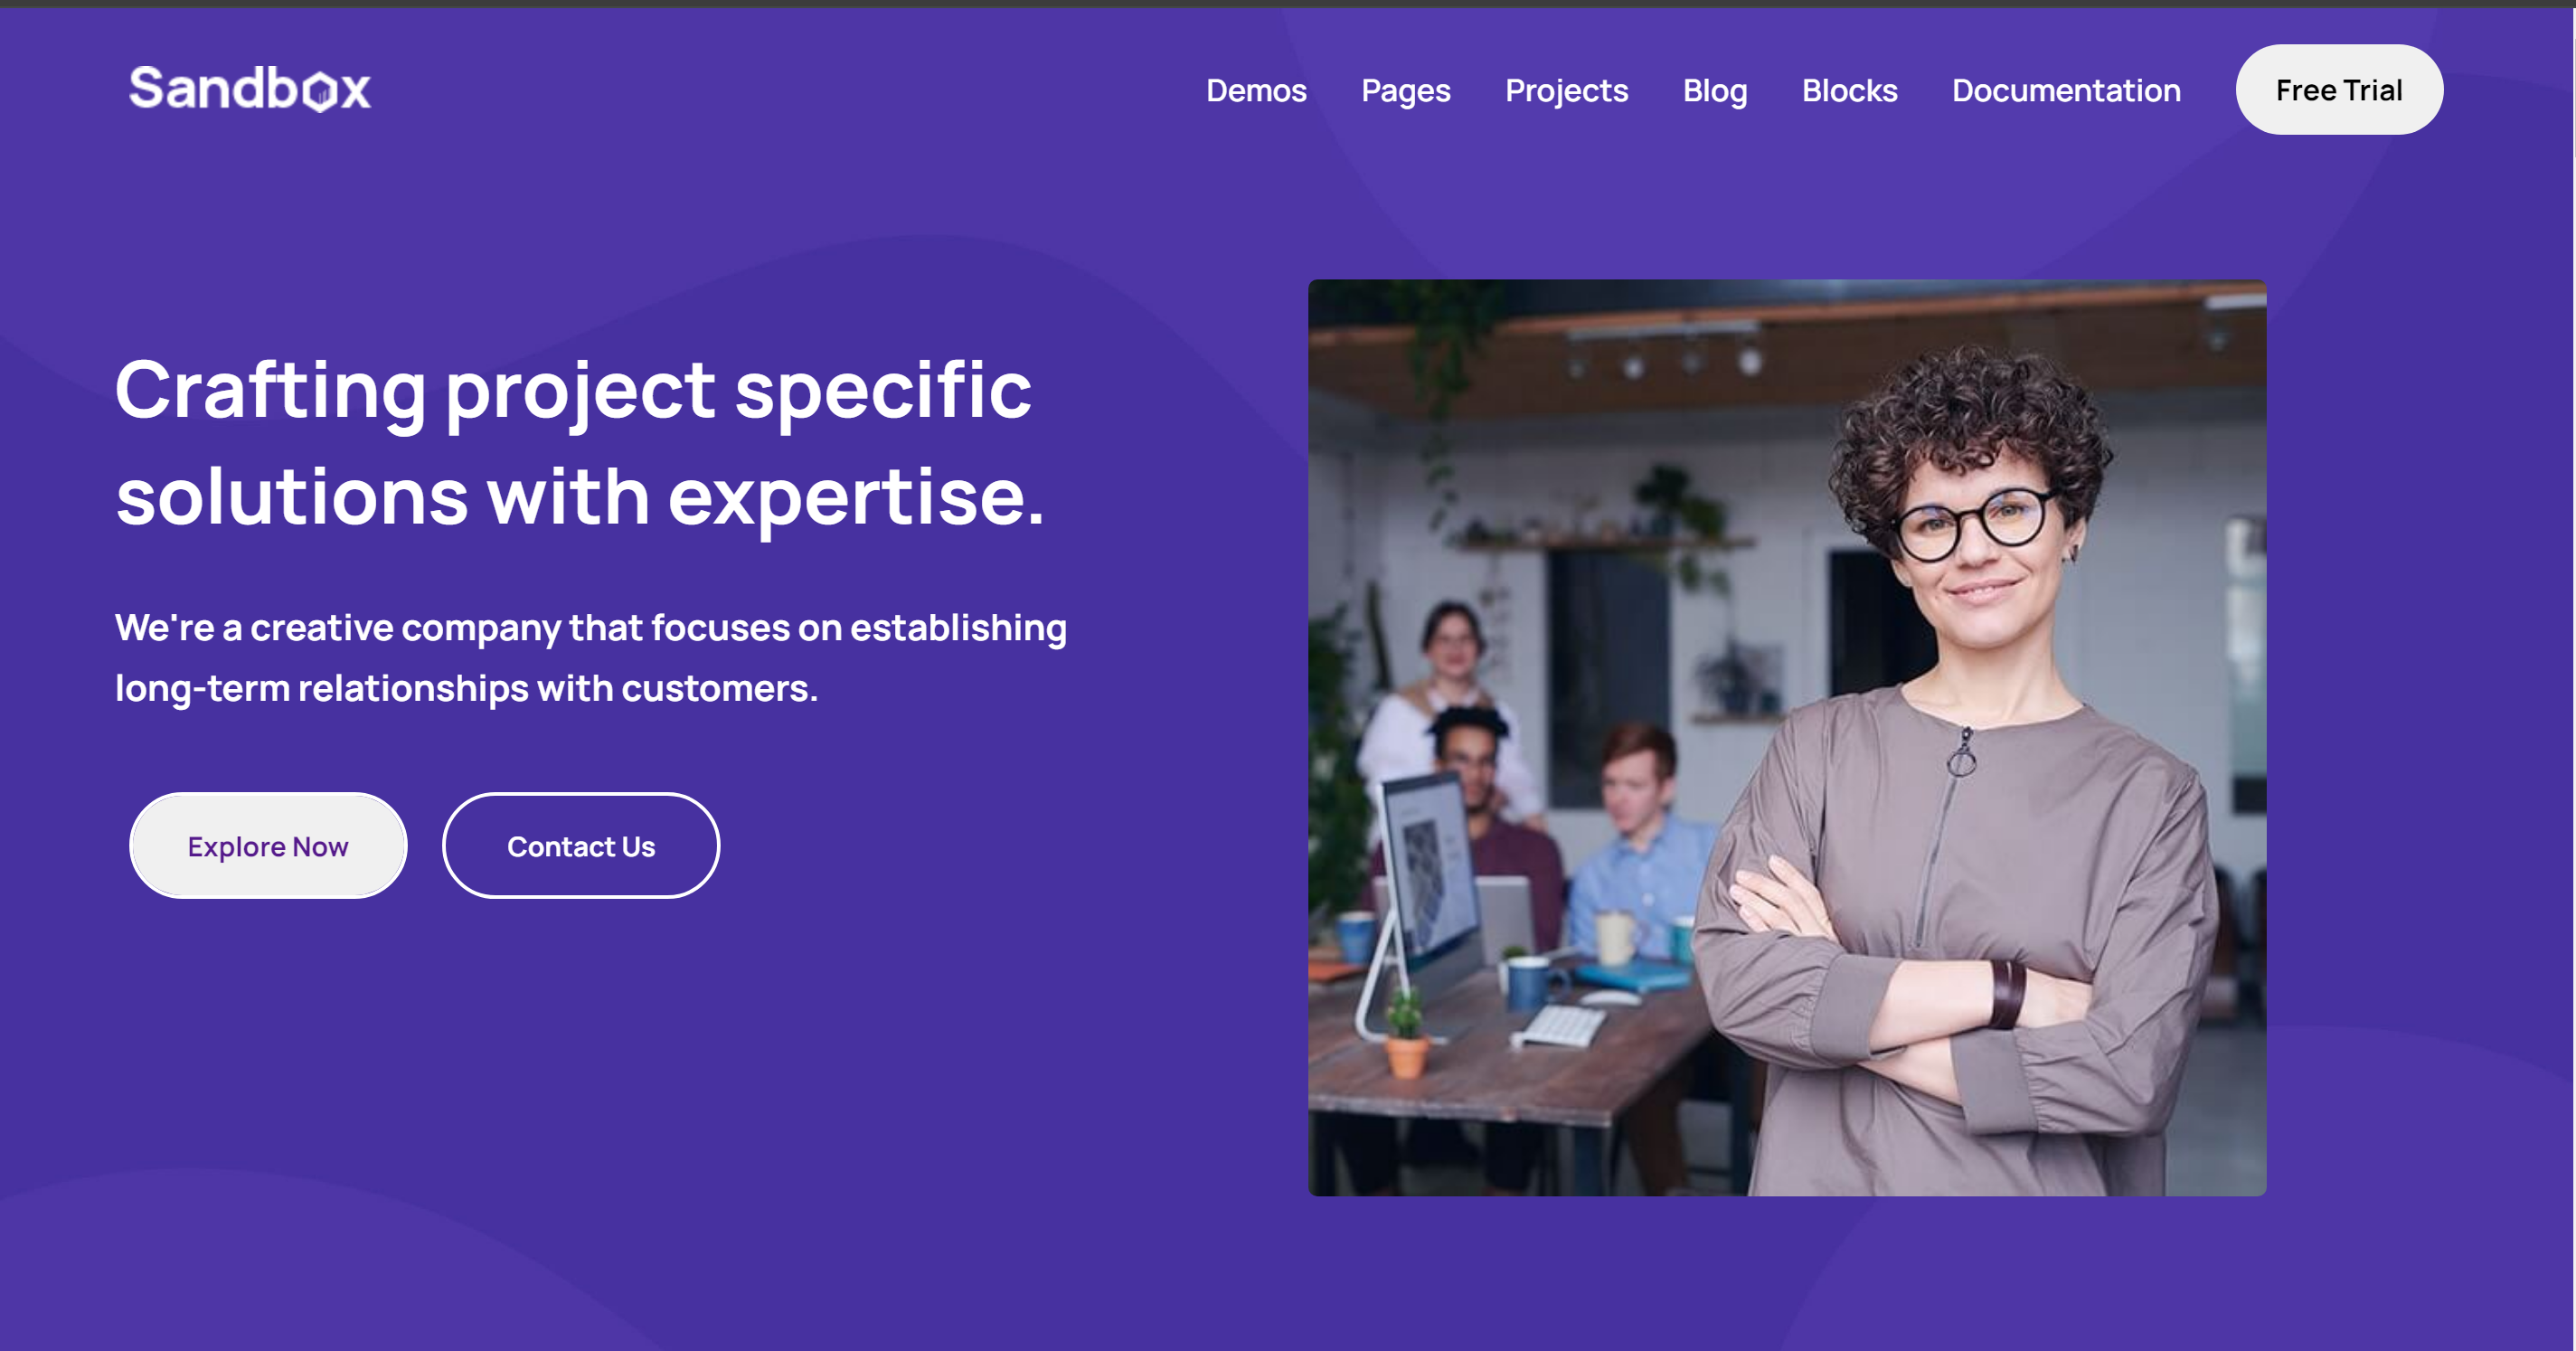 Sandbox
Demos
Pages
Projects
Blog
Blocks
Documentation
Free Trial
Crafting project specific
solutions with expertise.
We're a creative company that focuses on establishing
long-term relationships with customers.
Explore Now
Contact Us